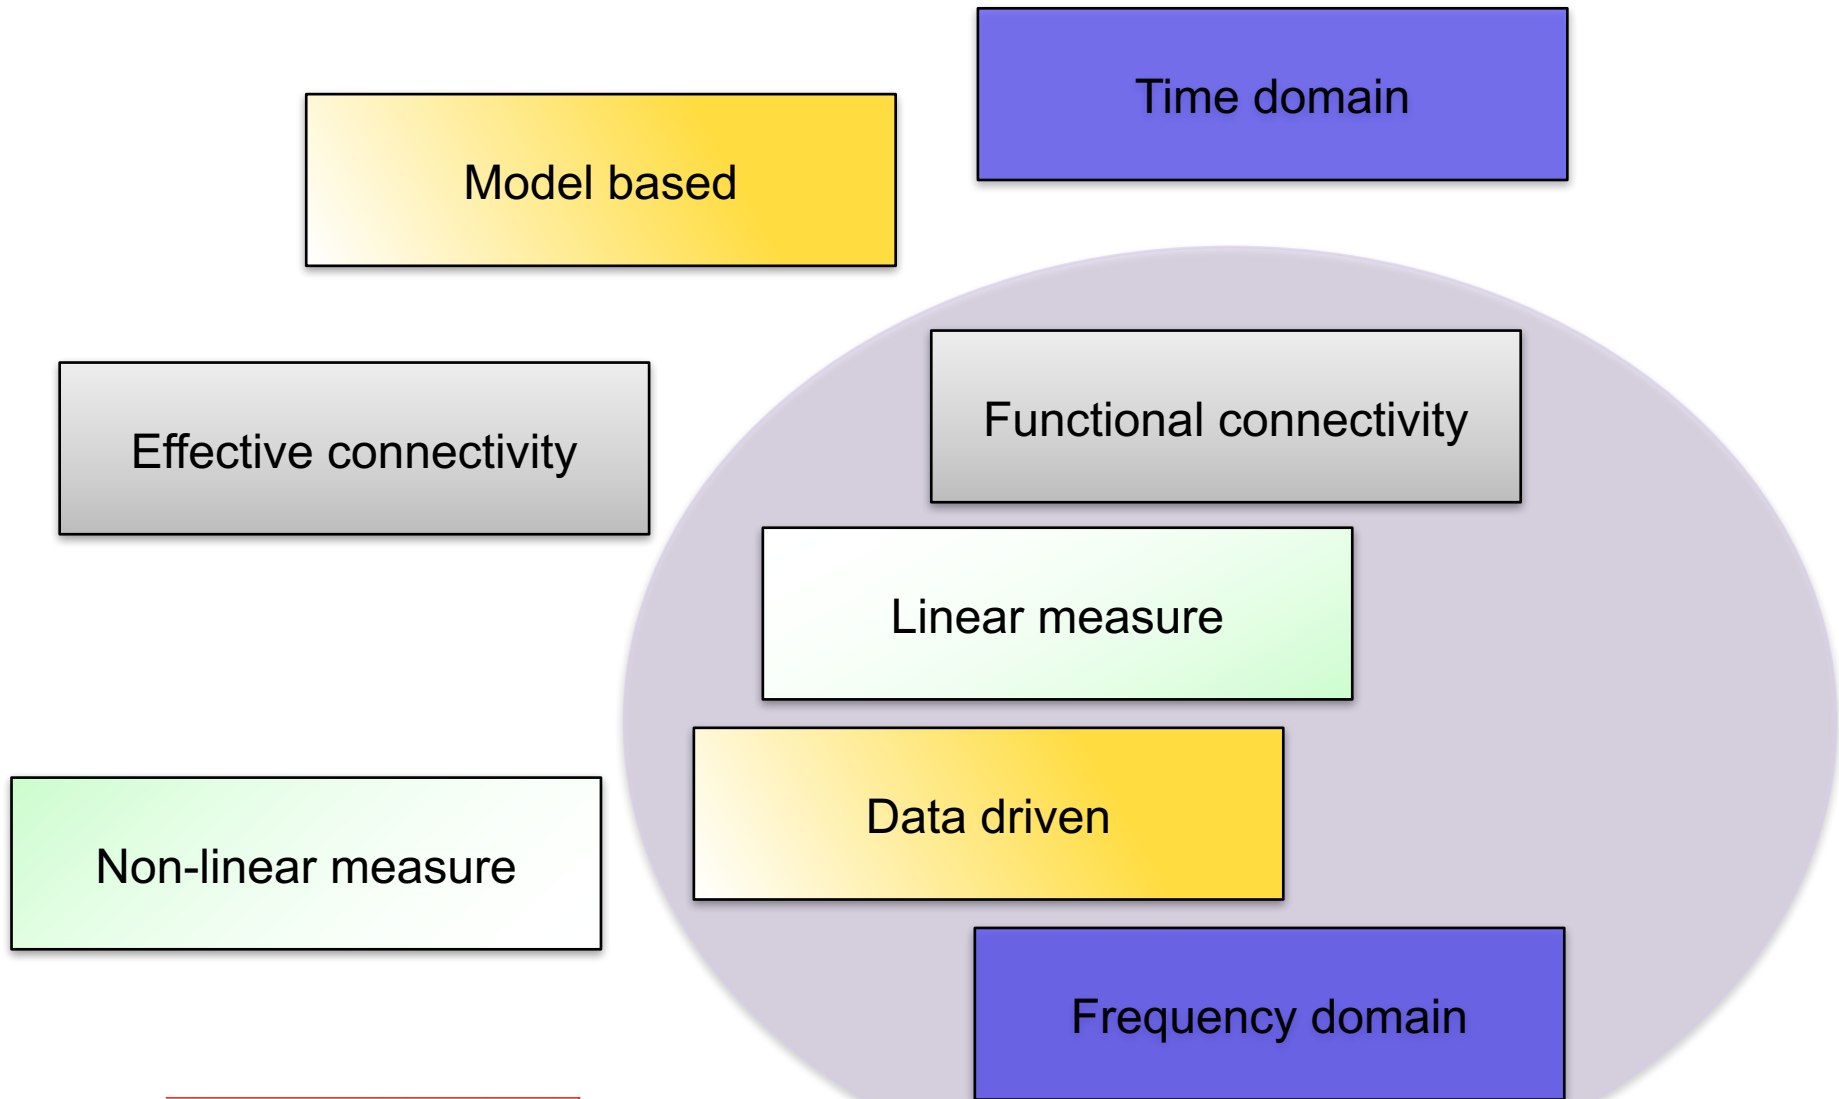 Time domain
Model based
Functional connectivity
Effective connectivity
Linear measure
Data driven
Non-linear measure
Frequency domain